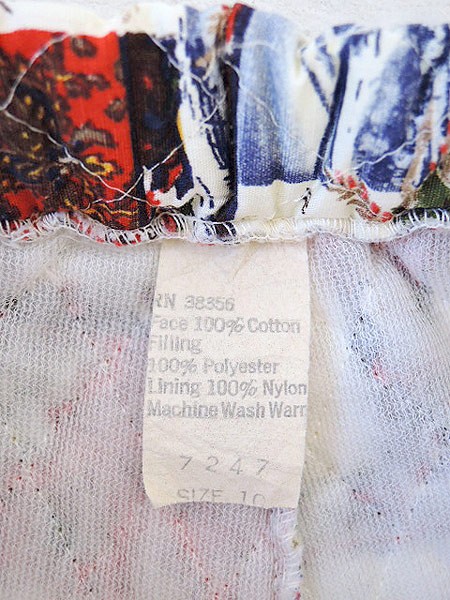 RN 38356
Face 100% Cotton
Filling
100% Polyester
Lining 100% Nylon
Machine Wash Warm
7247
SIZE 10